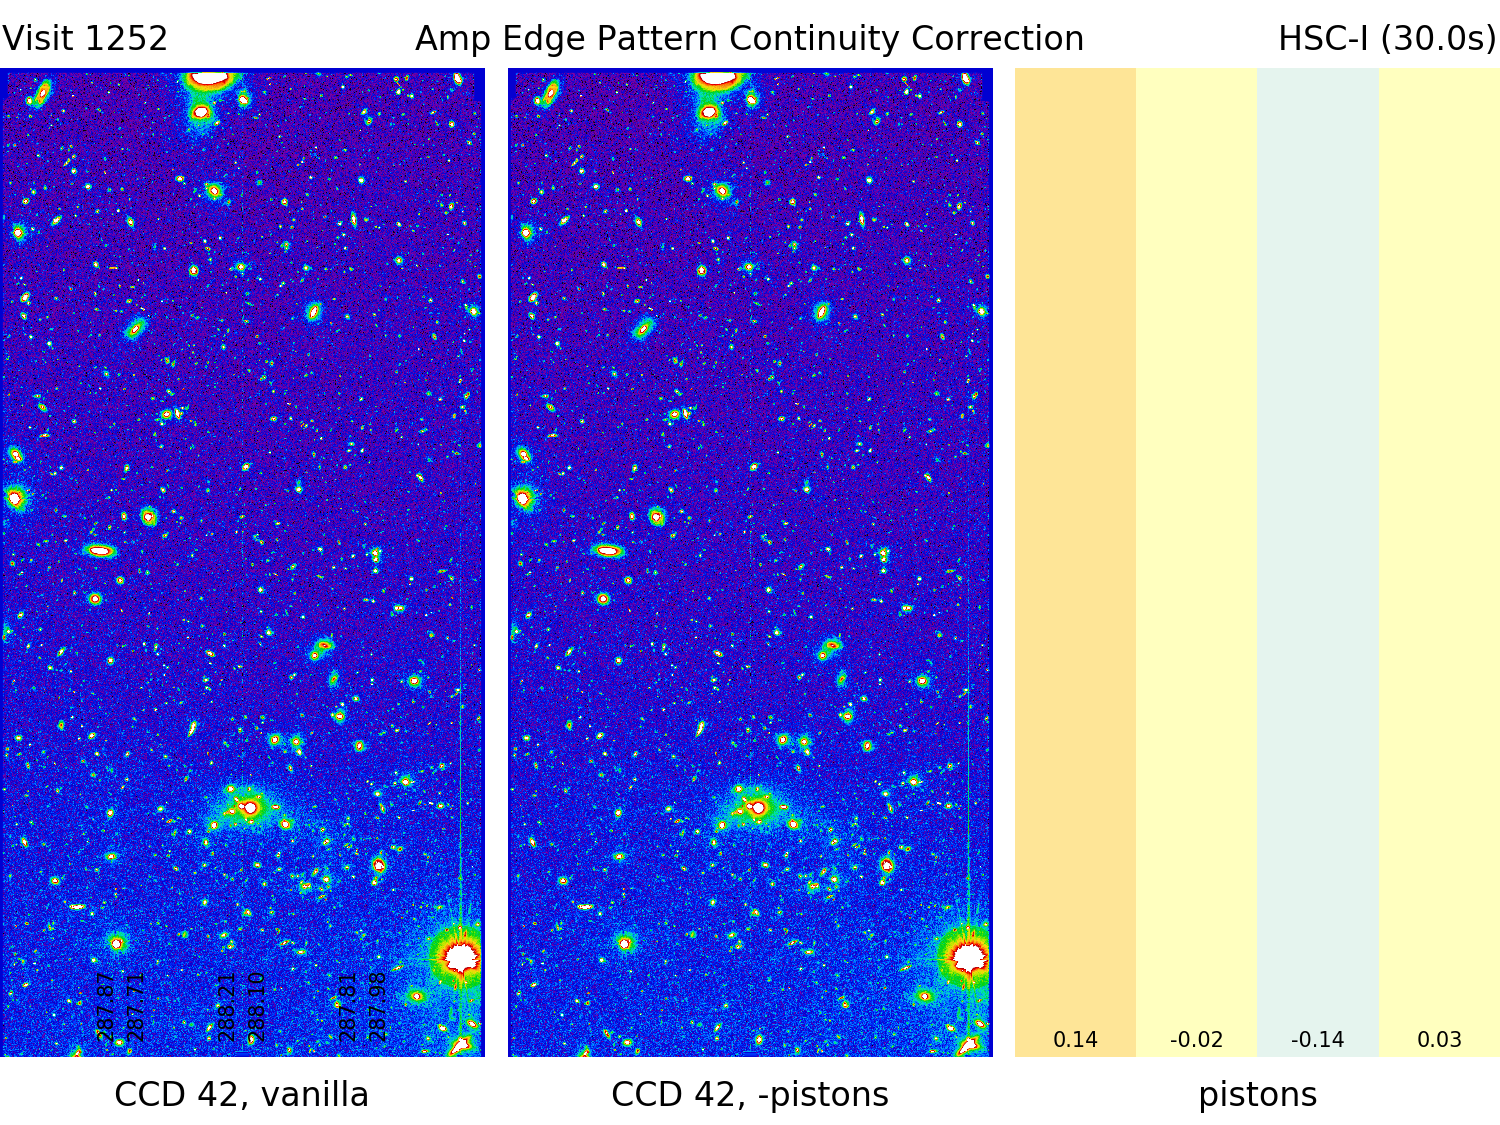 Visit 1252 Amp Edge Pattern Continuity Correction HSC-I (30.0s)
287.87
287.71
288.21
288.10
287.81
287.98
0.14 -0.02 -0.14 0.03
CCD 42, vanilla CCD 42, -pistons pistons